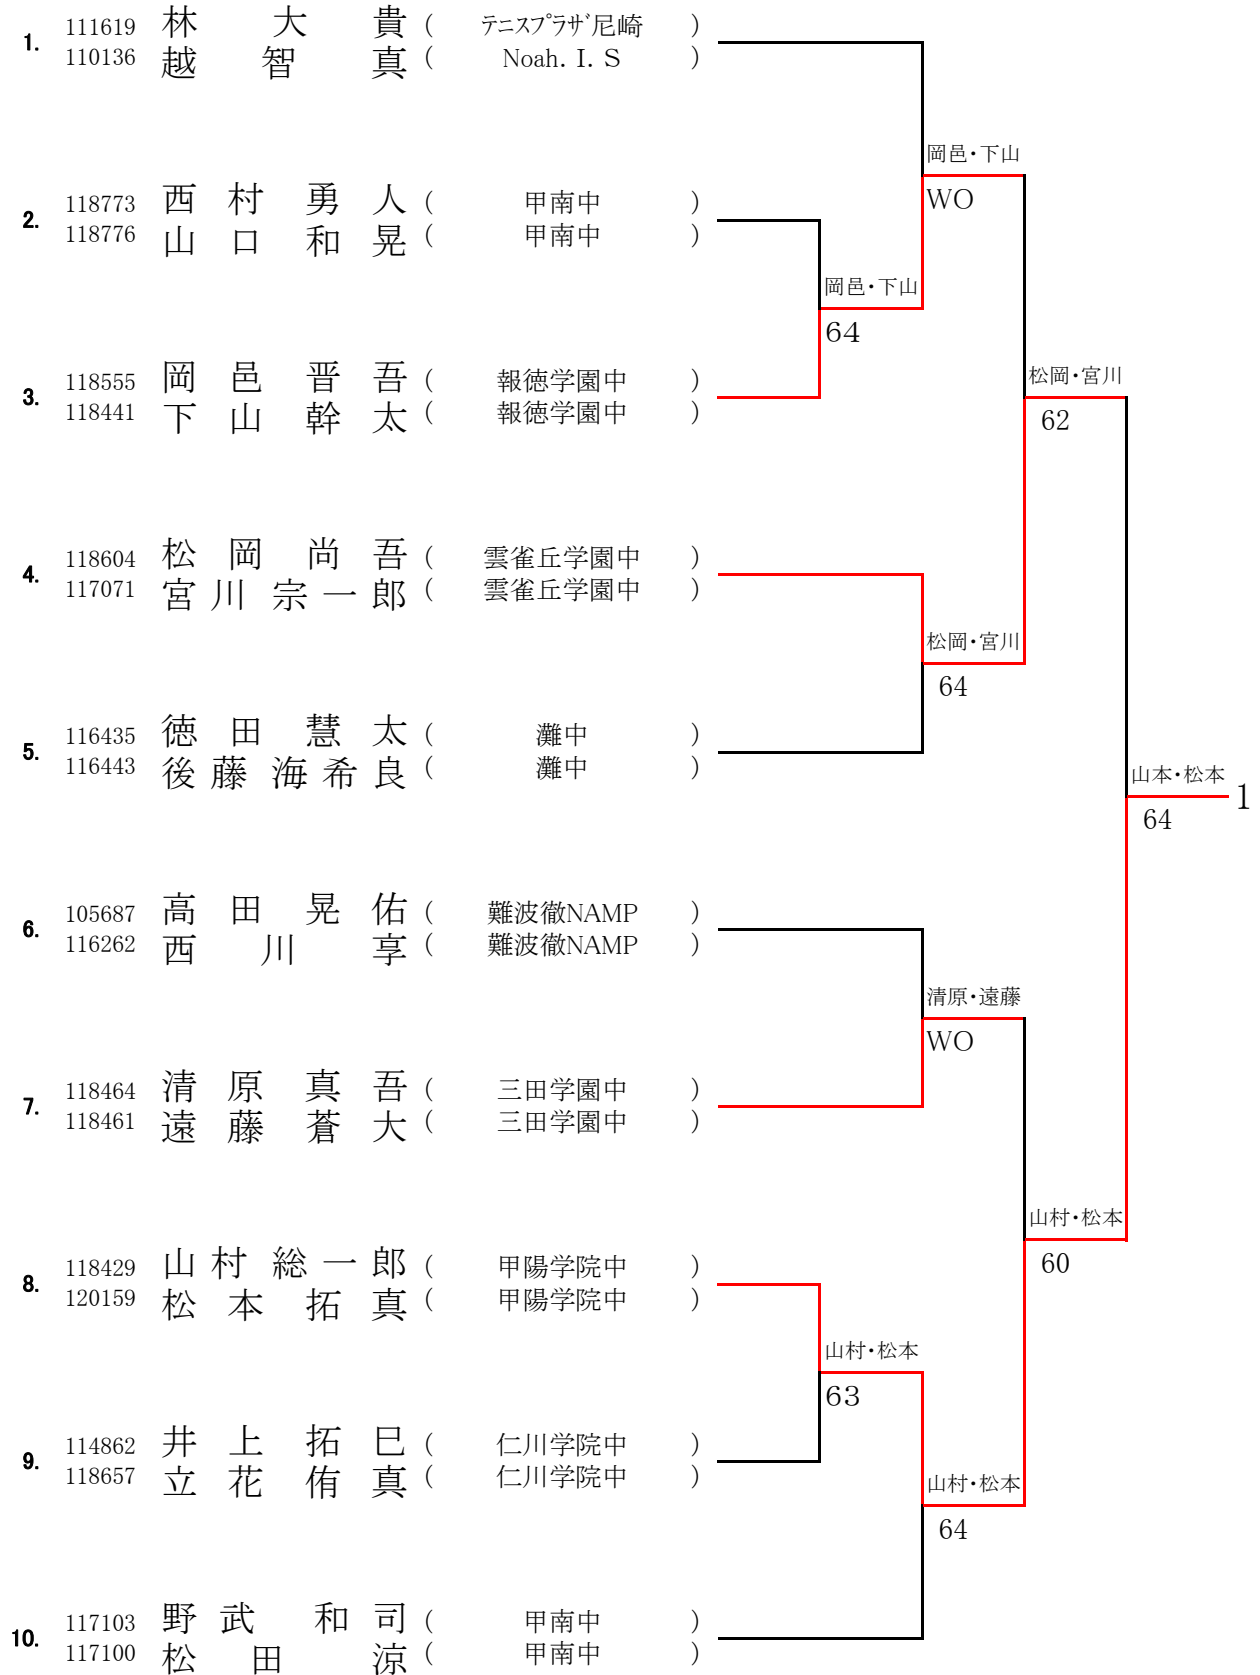 1. 111619 林 大 貴 ( テニスプラザ尼崎 )
110136 越 智 真 ( Noah. I. S )
岡邑・下山
WO
2. 118773 西 村 勇 人 ( 甲南中 )
118776 山 口 和 晃 ( 甲南中 )
岡邑・下山
64
3. 118555 岡 邑 晋 吾 ( 報徳学園中 )
118441 下 山 幹 太 ( 報徳学園中 )
松岡・宮川
62
4. 118604 松 岡 尚 吾 ( 雲雀丘学園中 )
117071 宮 川 宗 一 郎 ( 雲雀丘学園中 )
松岡・宮川
64
5. 116435 徳 田 慧 太 ( 灘中 )
116443 後 藤 海 希 良 ( 灘中 )
山本・松本
64
1
6. 105687 高 田 晃 佑 ( 難波徹NAMP )
116262 西 川 享 ( 難波徹NAMP )
清原・遠藤
WO
7. 118464 清 原 真 吾 ( 三田学園中 )
118461 遠 藤 蒼 大 ( 三田学園中 )
山村・松本
60
8. 118429 山 村 総 一 郎 ( 甲陽学院中 )
120159 松 本 拓 真 ( 甲陽学院中 )
山村・松本
63
9. 114862 井 上 拓 巳 ( 仁川学院中 )
118657 立 花 侑 真 ( 仁川学院中 )
山村・松本
64
10. 117103 野 武 和 司 ( 甲南中 )
117100 松 田 涼 ( 甲南中 )